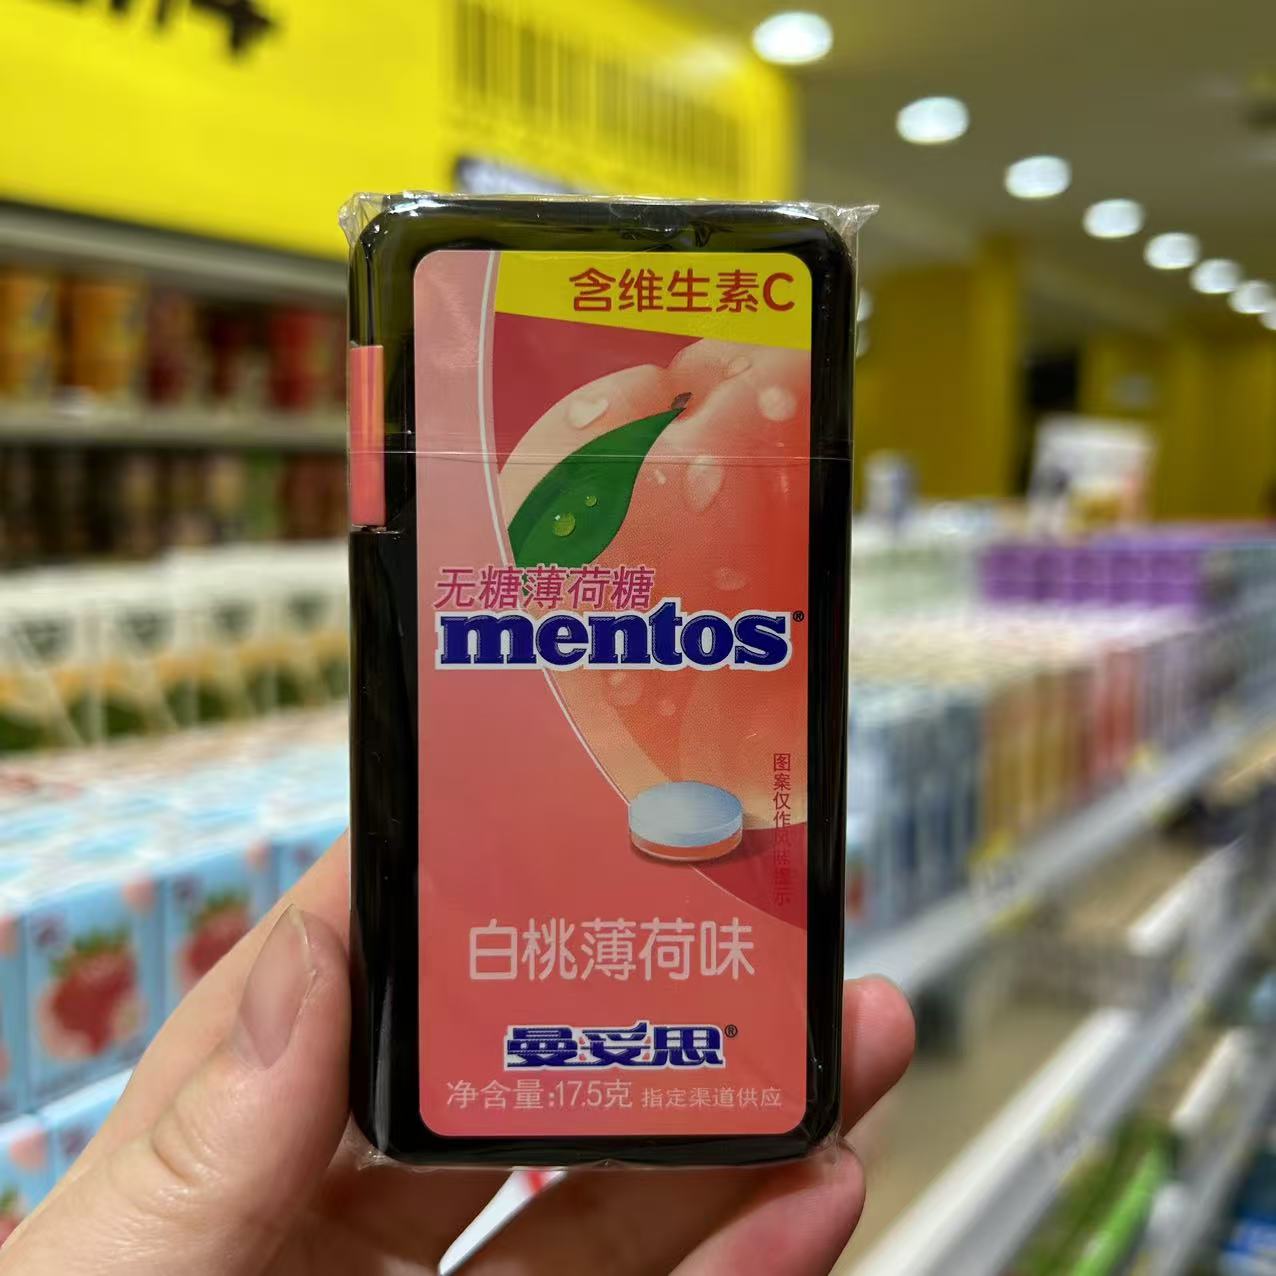 含维生素C
无糖薄荷糖
mentos®
图案仅作风味提示
白桃薄荷味
曼妥思®
净含量:17.5克 指定渠道供应